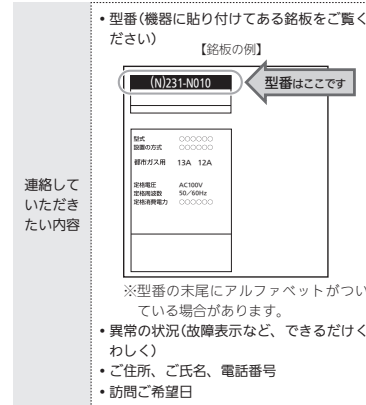 連絡して
いただき
たい内容
• 型番(機器に貼り付けてある銘板をご覧く
ださい)
【銘板の例】
(N)231-N010
型番はここです
型式 ○○○○○○
設置の方式 ○○○○○○
都市ガス用 13A 12A
定格電圧 AC100V
定格周波数 50/60Hz
定格消費電力 ○○○○○○
※型番の末尾にアルファベットがつい
ている場合があります。
• 異常の状況(故障表示など、できるだけく
わしく)
• ご住所、ご氏名、電話番号
• 訪問ご希望日